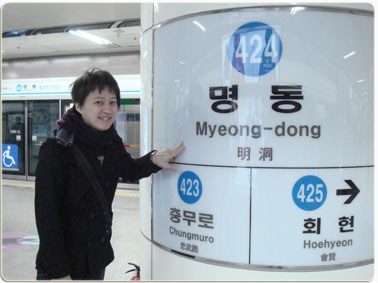 424
명 동
Myeong-dong
明 洞
423
충무로
Chungmuro
忠武路
425
회 현
Hoehyeon
會賢